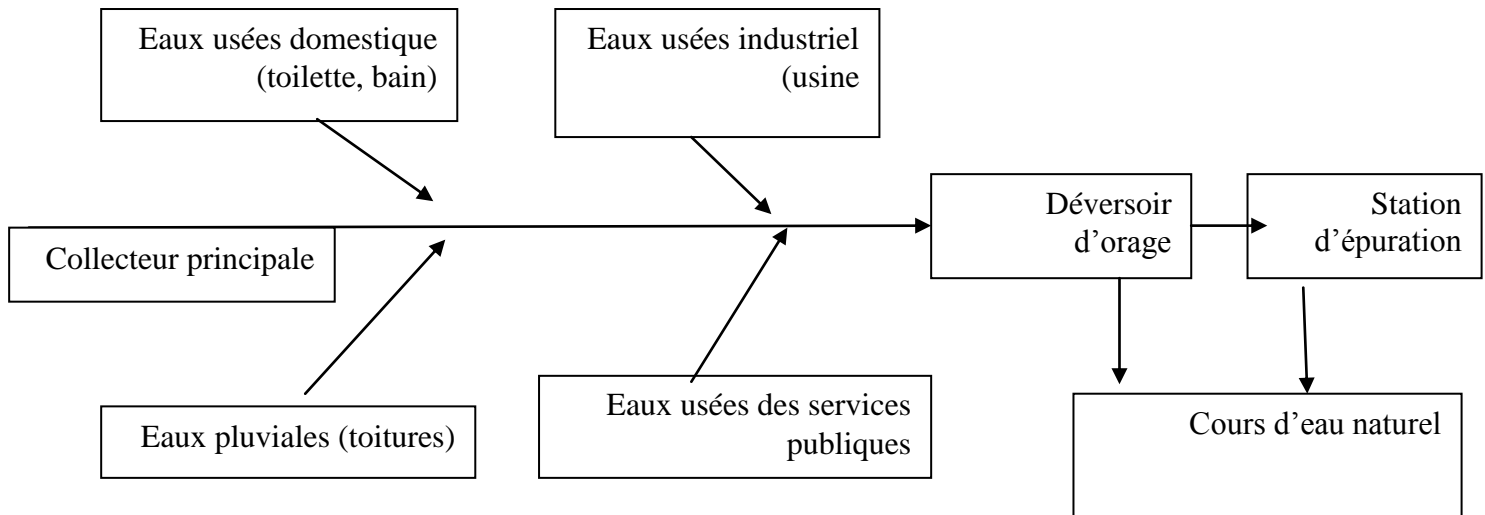 Eaux usées domestique
(toilette, bain)
Eaux usées industriel
(usine
Déversoir
d’orage
Station
d’épuration
Collecteur principale
Eaux pluviales (toitures)
Eaux usées des services
publiques
Cours d’eau naturel